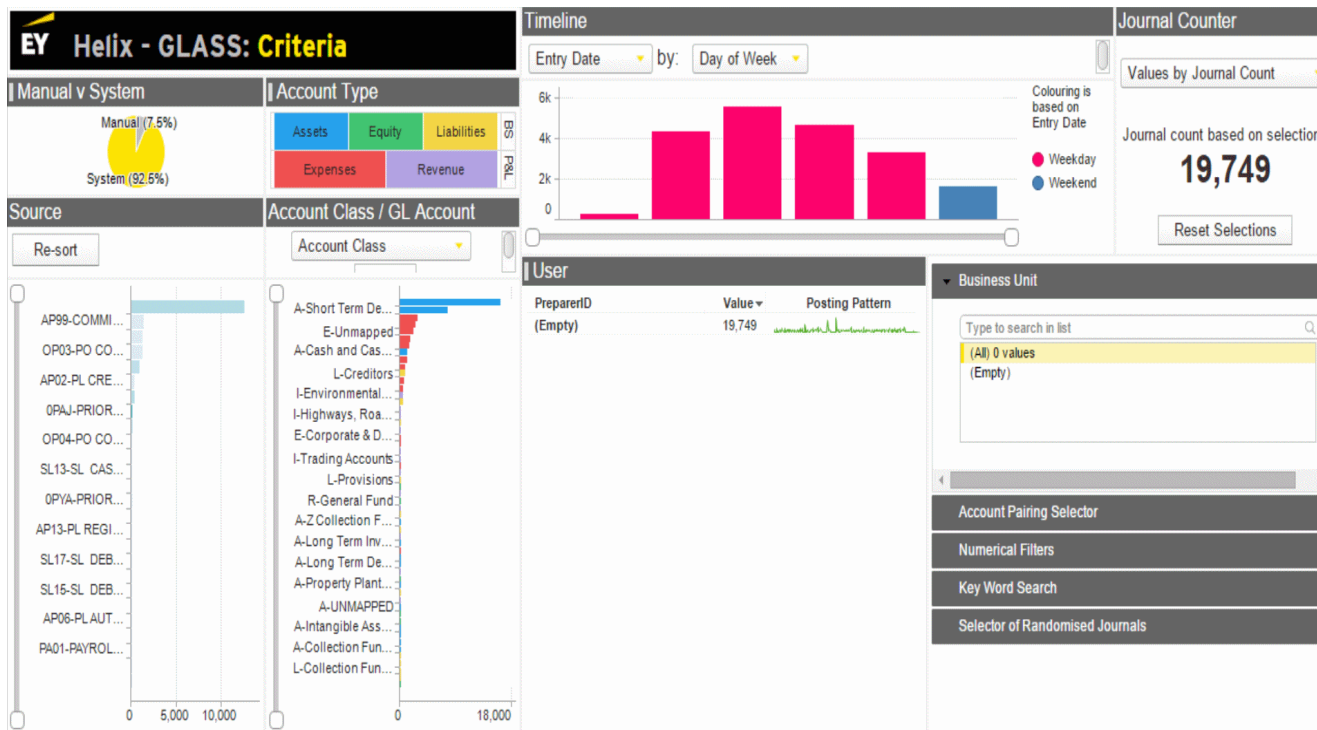 EY Helix - GLASS: Criteria
Manual v System
Manual (7.5%)
System (92.5%)
Account Type
Assets Equity Liabilities BS
Expenses Revenue P&L
Source
Re-sort
AP99-COMMI...
OP03-PO CO...
AP02-PL CRE...
0PAJ-PRIOR...
OP04-PO CO...
SL13-SL CAS...
0PYA-PRIOR...
AP13-PL REGI...
SL17-SL DEB...
SL15-SL DEB...
AP06-PL AUT...
PA01-PAYROL...
0 5,000 10,000
Account Class / GL Account
Account Class
A-Short Term De...
E-Unmapped
A-Cash and Cas...
L-Creditors
I-Environmental...
I-Highways, Roa...
E-Corporate & D...
I-Trading Accounts
L-Provisions
R-General Fund
A-Z Collection F...
A-Long Term Inv...
A-Long Term De...
A-Property Plant...
A-UNMAPPED
A-Intangible Ass...
A-Collection Fun...
L-Collection Fun...
0 18,000
Timeline
Entry Date by: Day of Week
6k
4k
2k
0
Colouring is
based on
Entry Date
Weekday
Weekend
Journal Counter
Values by Journal Count
Journal count based on selection
19,749
Reset Selections
User
PreparerID Value Posting Pattern
(Empty) 19,749
Business Unit
Type to search in list
(All) 0 values
(Empty)
Account Pairing Selector
Numerical Filters
Key Word Search
Selector of Randomised Journals